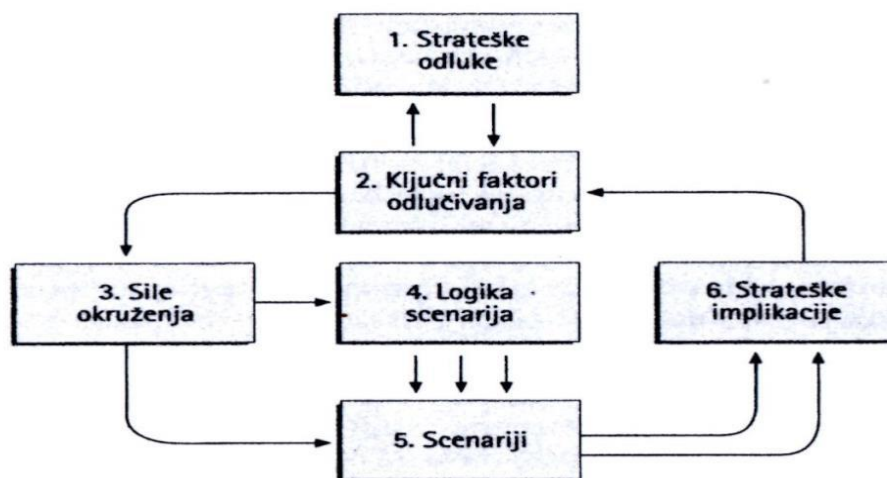 1. Strateške
odluke
2. Ključni faktori
odlučivanja
3. Sile
okruženja
4. Logika
scenarija
6. Strateške
implikacije
5. Scenariji